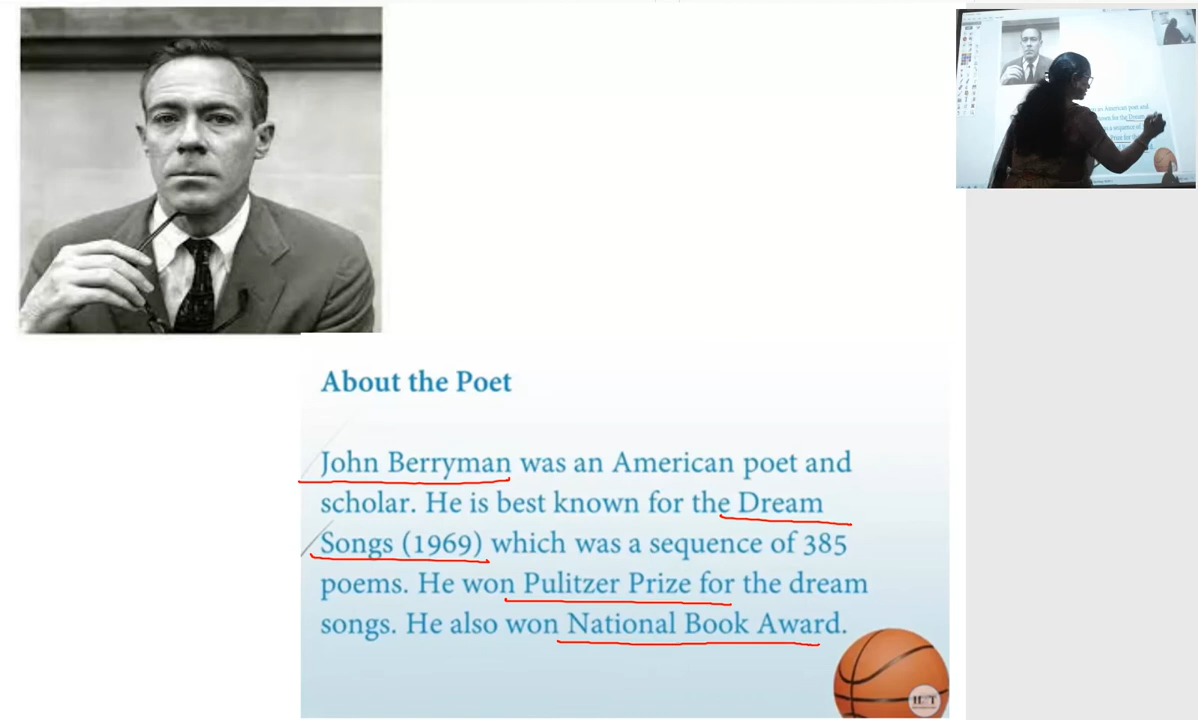 About the Poet
John Berryman was an American poet and
scholar. He is best known for the Dream
Songs (1969) which was a sequence of 385
poems. He won Pulitzer Prize for the dream
songs. He also won National Book Award.